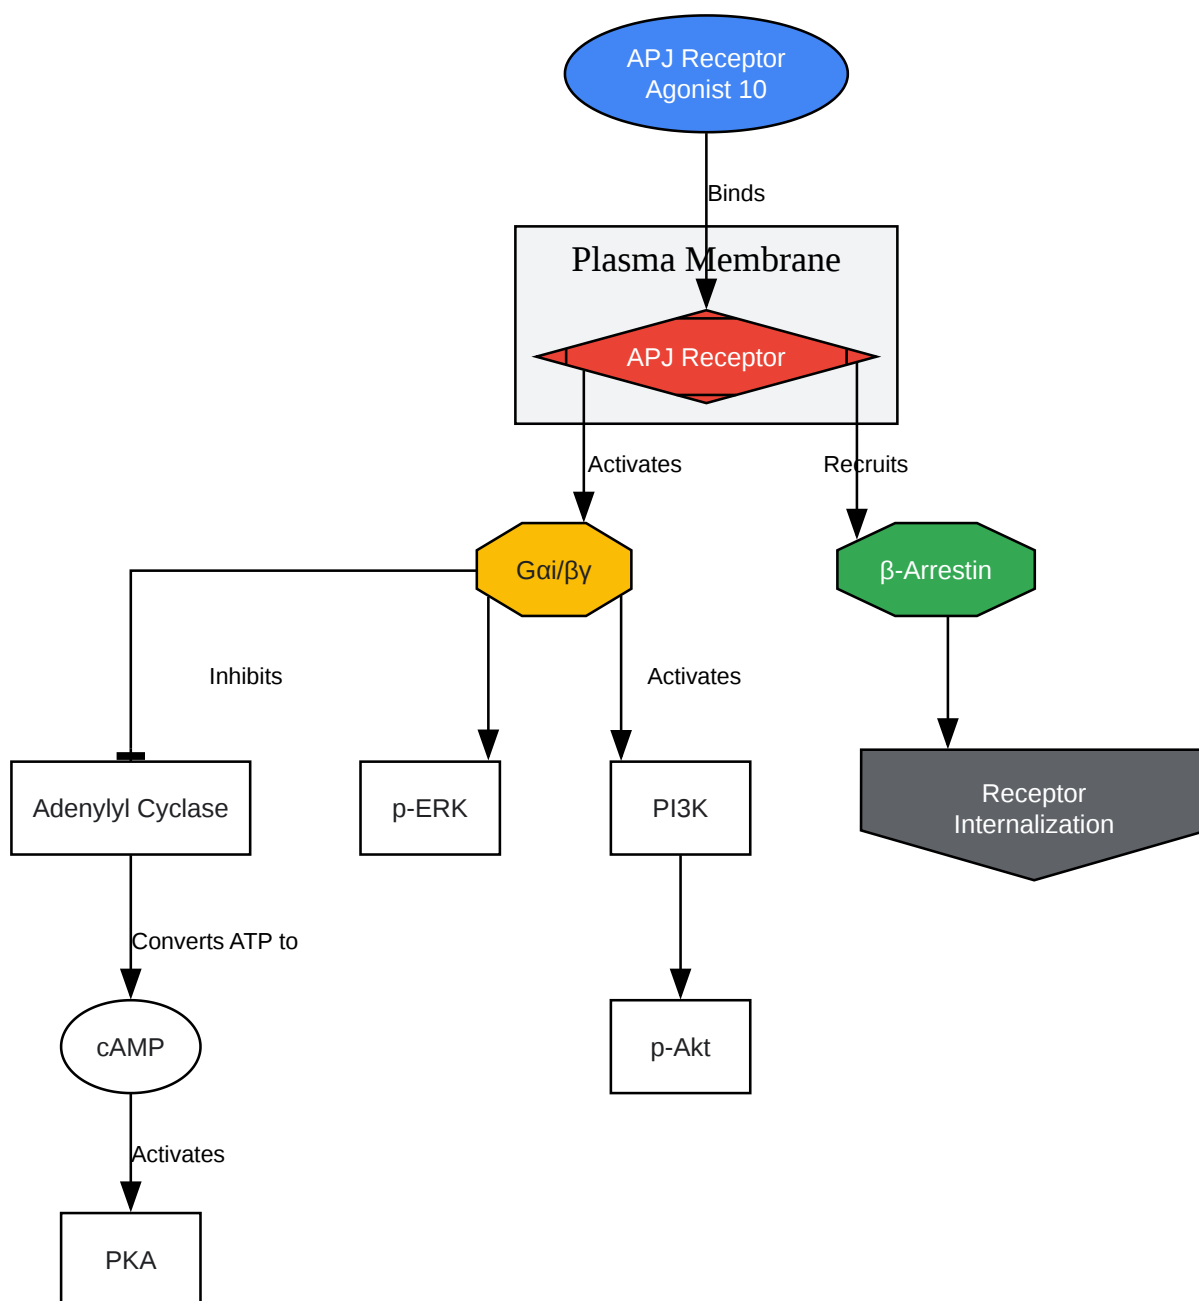 APJ Receptor
Agonist 10
Binds
Plasma Membrane
APJ Receptor
Activates
Recruits
Gαi/βγ
β-Arrestin
Inhibits
Activates
Adenylyl Cyclase
p-ERK
PI3K
Receptor
Internalization
Converts ATP to
cAMP
p-Akt
Activates
PKA